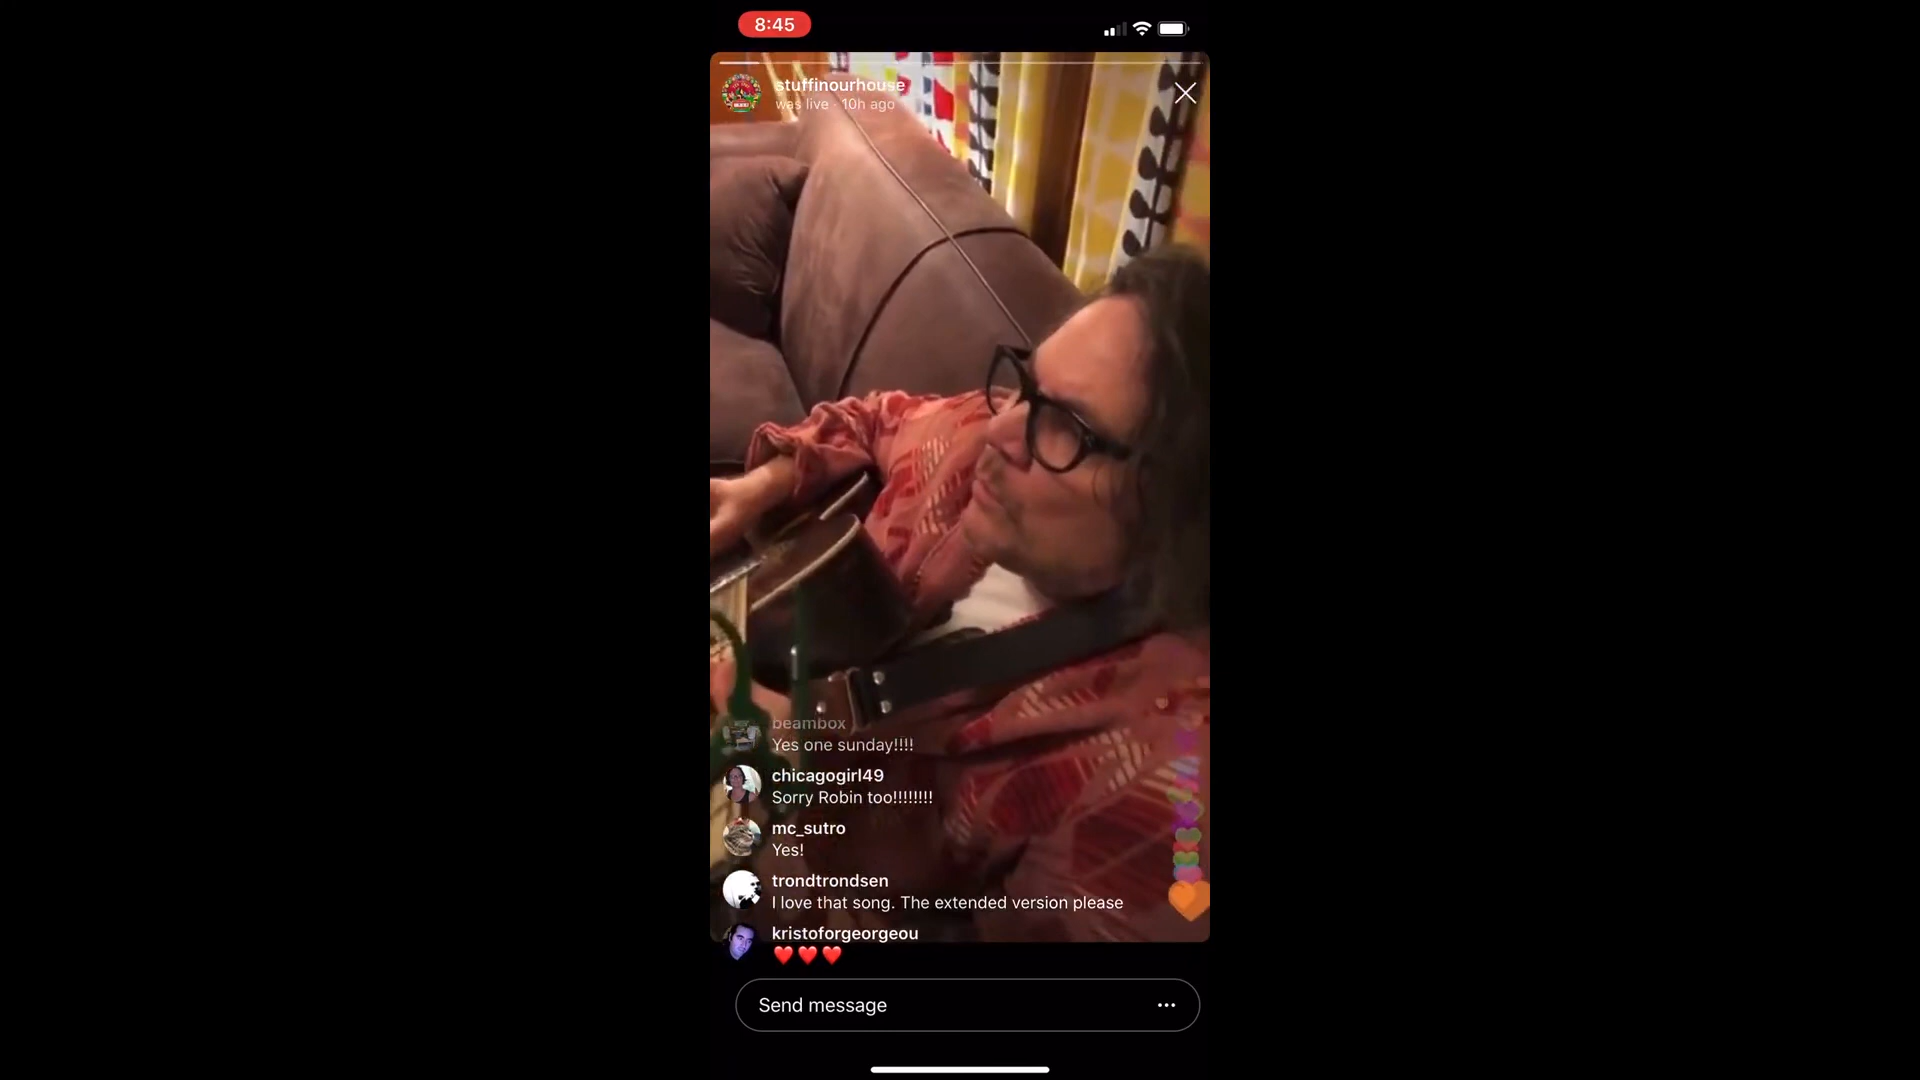 8:45
stuffinourhouse
was live · 10h ago
beambox
Yes one sunday!!!!
chicagogirl49
Sorry Robin too!!!!!!!!
mc_sutro
Yes!
trondtrondsen
I love that song. The extended version please
kristoforgeorgeou
❤️❤️❤️
Send message